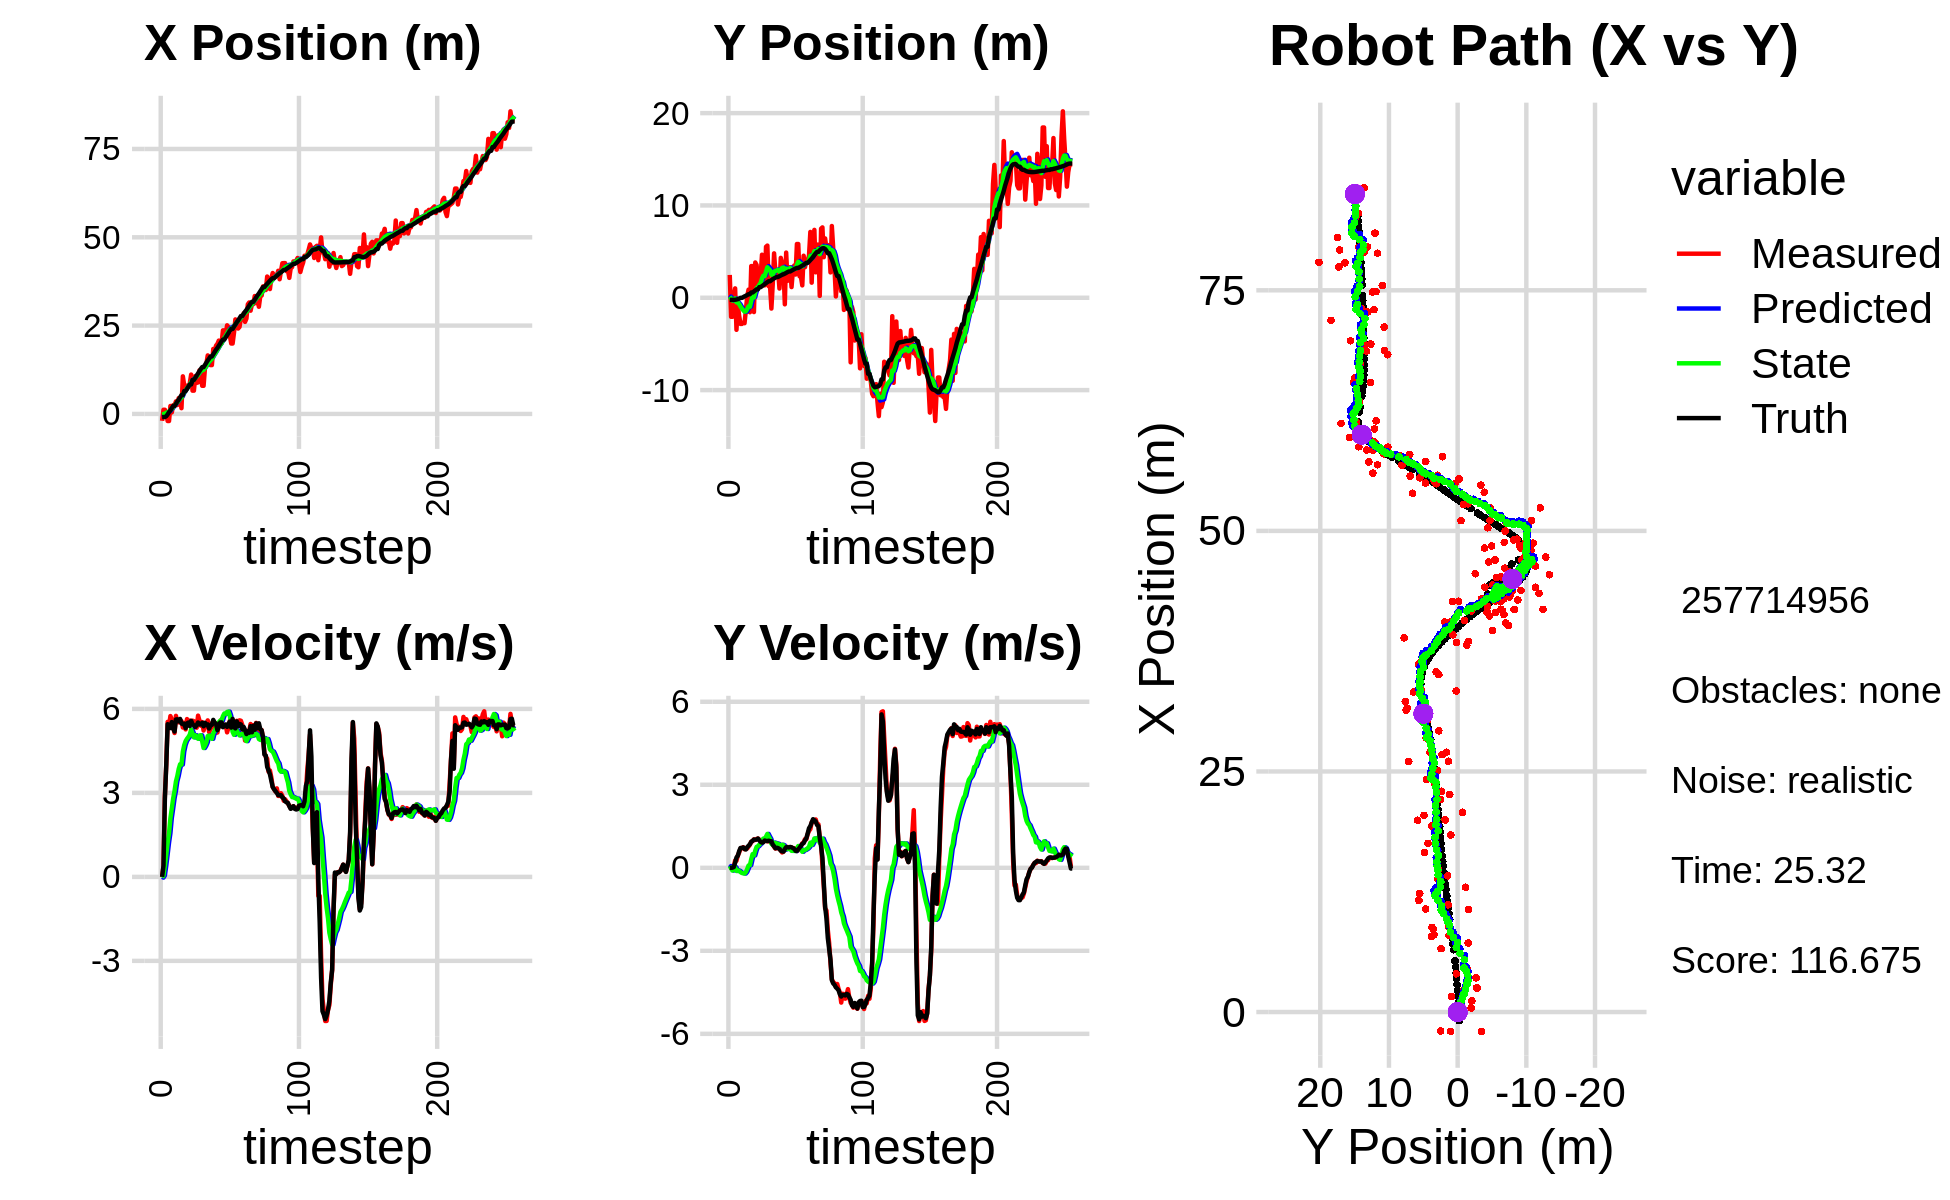 X Position (m)
75
50
25
0
0
100
200
timestep
Y Position (m)
20
10
0
-10
0
100
200
timestep
X Velocity (m/s)
6
3
0
-3
0
100
200
timestep
Y Velocity (m/s)
6
3
0
-3
-6
0
100
200
timestep
Robot Path (X vs Y)
X Position (m)
75
50
25
0
20 10 0 -10 -20
Y Position (m)
variable
Measured
Predicted
State
Truth
257714956
Obstacles: none
Noise: realistic
Time: 25.32
Score: 116.675